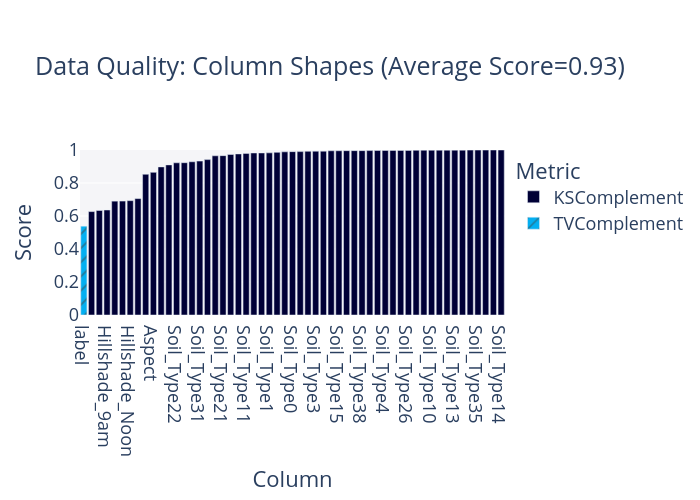 Data Quality: Column Shapes (Average Score=0.93)
1
0.8
0.6
0.4
0.2
0
Score
label
Hillshade_9am
Hillshade_Noon
Aspect
Soil_Type22
Soil_Type31
Soil_Type21
Soil_Type11
Soil_Type1
Soil_Type0
Soil_Type3
Soil_Type15
Soil_Type38
Soil_Type4
Soil_Type26
Soil_Type10
Soil_Type13
Soil_Type35
Soil_Type14
Column
Metric
KSComplement
TVComplement